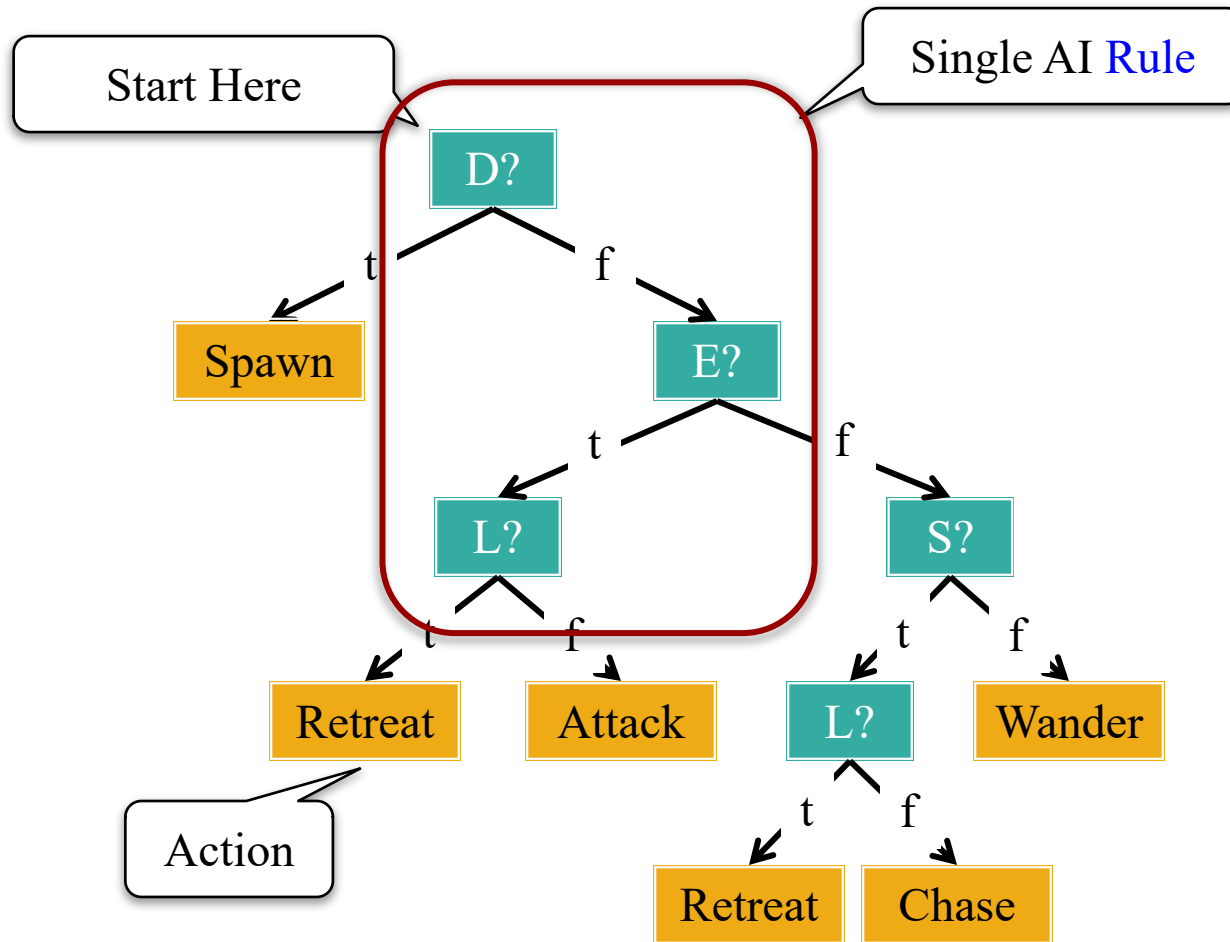 Start Here
Single AI Rule
D?
t
f
Spawn
E?
t
f
L?
S?
t
f
t
f
Retreat
Attack
L?
Wander
Action
t
f
Retreat
Chase